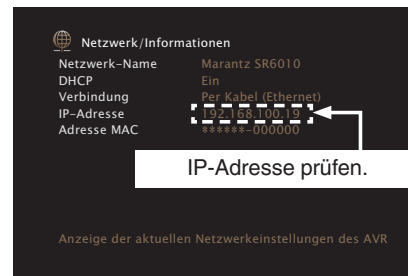 Netzwerk/Informationen
Netzwerk-Name Marantz SR6010
DHCP Ein
Verbindung Per Kabel (Ethernet)
IP-Adresse 192.168.100.19
Adresse MAC ******-000000
IP-Adresse prüfen.
Anzeige der aktuellen Netzwerkeinstellungen des AVR